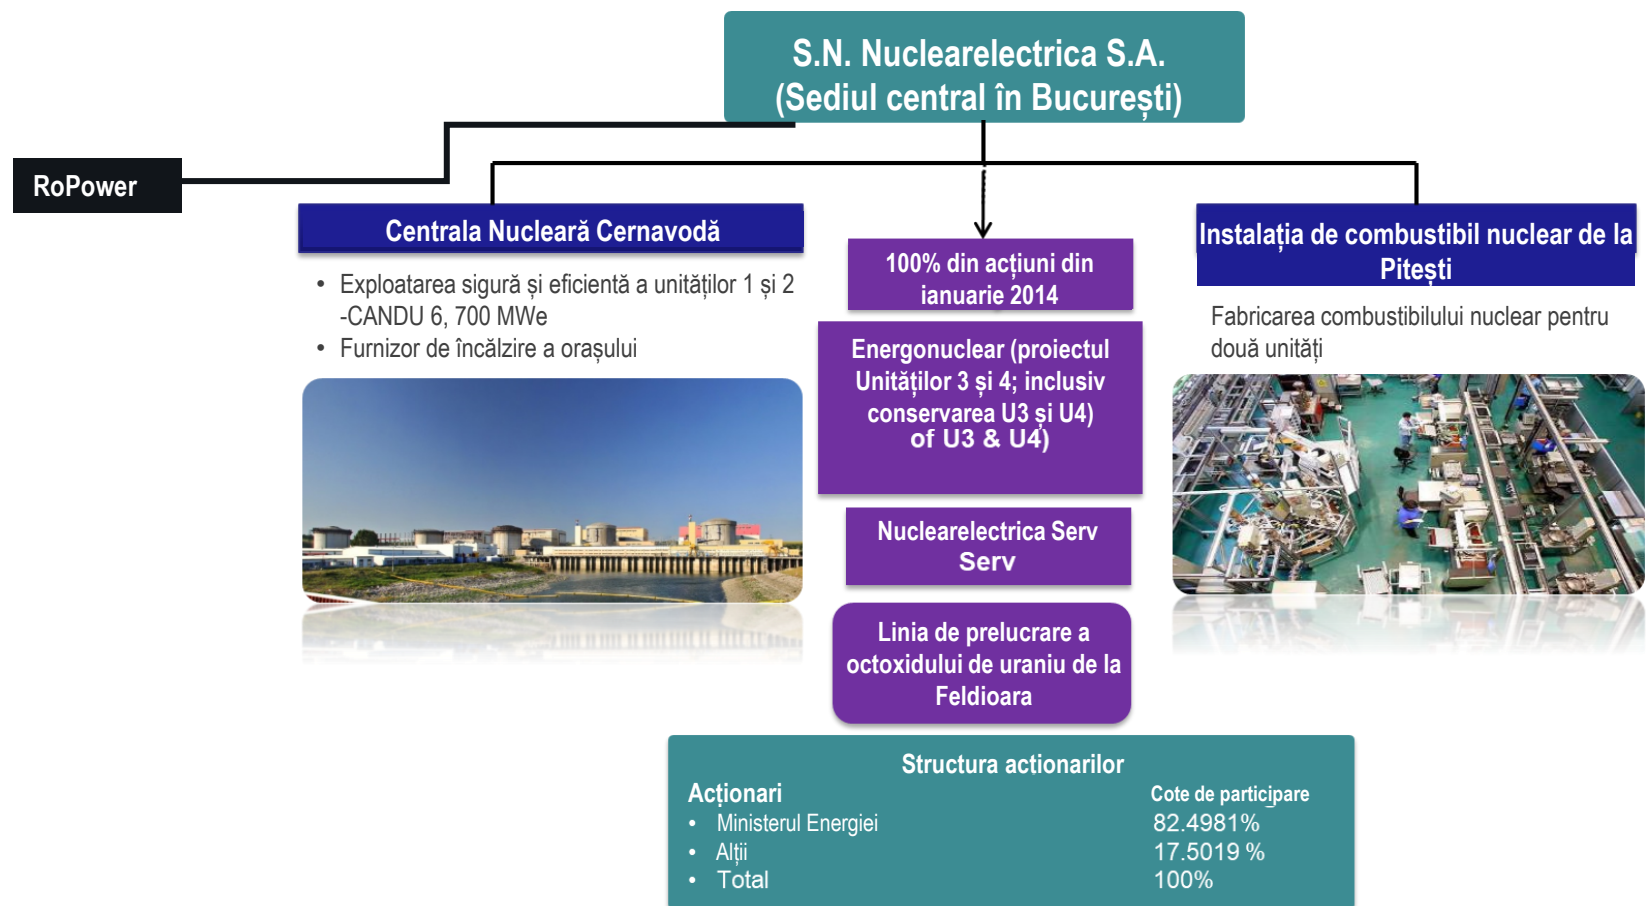 S.N. Nuclearelectrica S.A.
(Sediul central în București)
RoPower
Centrala Nucleară Cernavodă
• Exploatarea sigură și eficientă a unităților 1 și 2
-CANDU 6, 700 MWe
• Furnizor de încălzire a orașului
100% din acțiuni din
ianuarie 2014
Energonuclear (proiectul
Unităților 3 și 4; inclusiv
conservarea U3 și U4)
of U3 & U4)
Nuclearelectrica Serv
Serv
Linia de prelucrare a
octoxidului de uraniu de la
Feldioara
Instalația de combustibil nuclear de la
Pitești
Fabricarea combustibilului nuclear pentru
două unități
Structura actionarilor
Acționari Cote de participare
• Ministerul Energiei 82.4981%
• Alții 17.5019 %
• Total 100%